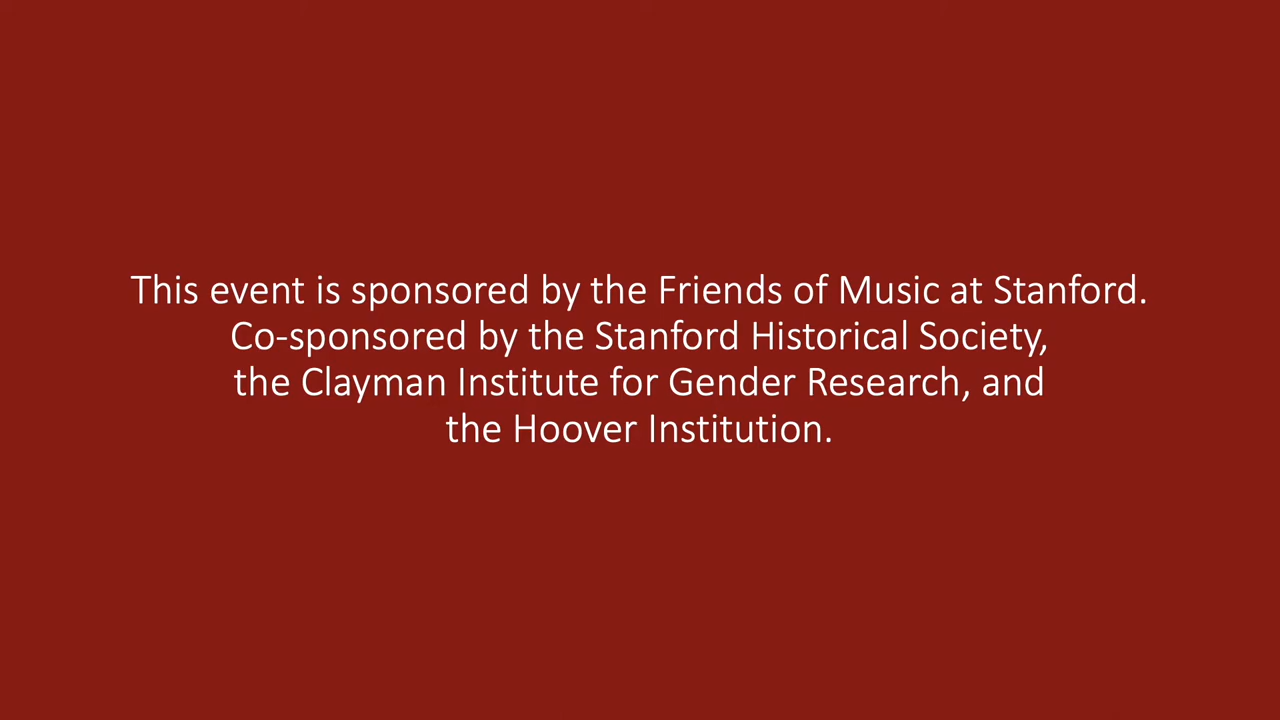 This event is sponsored by the Friends of Music at Stanford.
Co-sponsored by the Stanford Historical Society,
the Clayman Institute for Gender Research, and
the Hoover Institution.